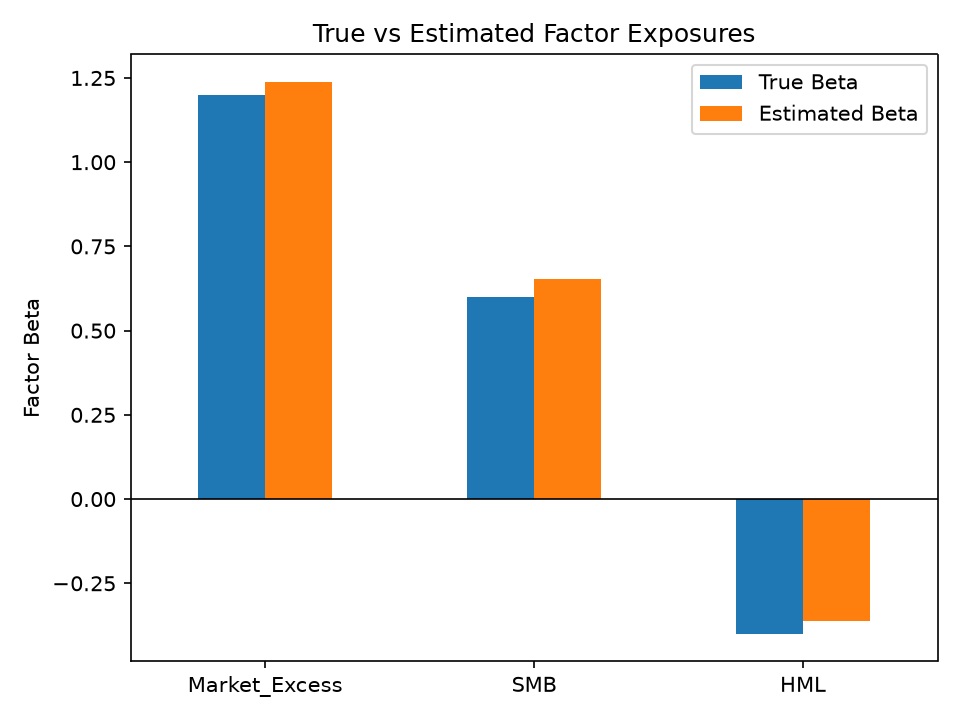 True vs Estimated Factor Exposures
True Beta
Estimated Beta
Factor Beta
1.25
1.00
0.75
0.50
0.25
0.00
−0.25
Market_Excess
SMB
HML